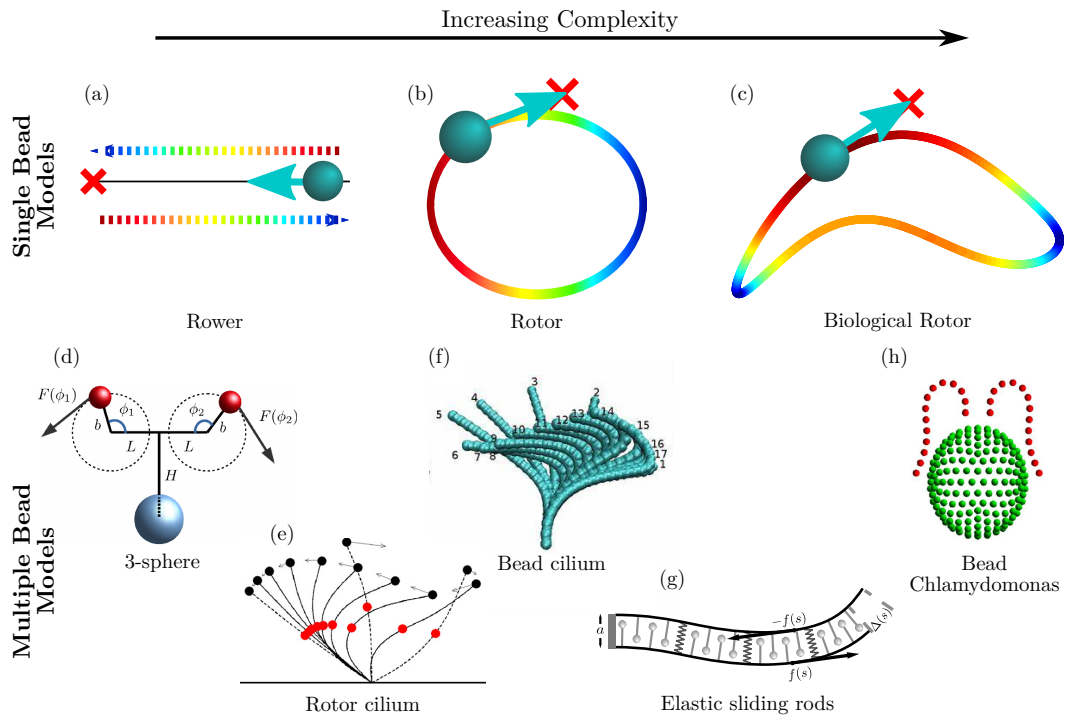 Increasing Complexity
Single Bead
Models
(a)
(b)
(c)
Rower
Rotor
Biological Rotor
(d)
F(ϕ₁)
ϕ₁
b
L
ϕ₂
b
L
F(ϕ₂)
H
3-sphere
Multiple Bead
Models
(e)
Rotor cilium
(f)
1
2
3
4
5
6
7
8
9
10
11
12
13
14
15
16
17
Bead cilium
(g)
a
−f(s)
f(s)
Δ(s)
Elastic sliding rods
(h)
Bead
Chlamydomonas